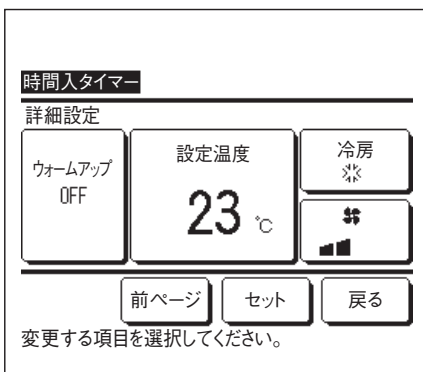 時間入タイマー
詳細設定
ウォームアップ
OFF
設定温度
23 ℃
冷房
前ページ
セット
戻る
変更する項目を選択してください。